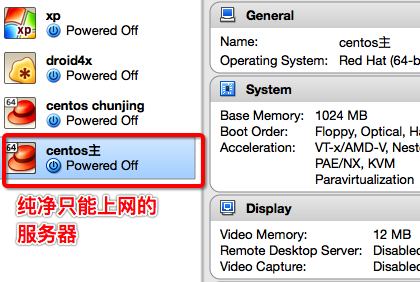 xp
Powered Off
droid4x
Powered Off
64
centos chunjing
Powered Off
64
centos主
Powered Off
纯净只能上网的
服务器
General
Name: centos主
Operating System: Red Hat (64-b
System
Base Memory: 1024 MB
Boot Order: Floppy, Optical, Ha
Acceleration: VT-x/AMD-V, Nest
PAE/NX, KVM
Paravirtualization
Display
Video Memory: 12 MB
Remote Desktop Server: Disabled
Video Capture: Disabled